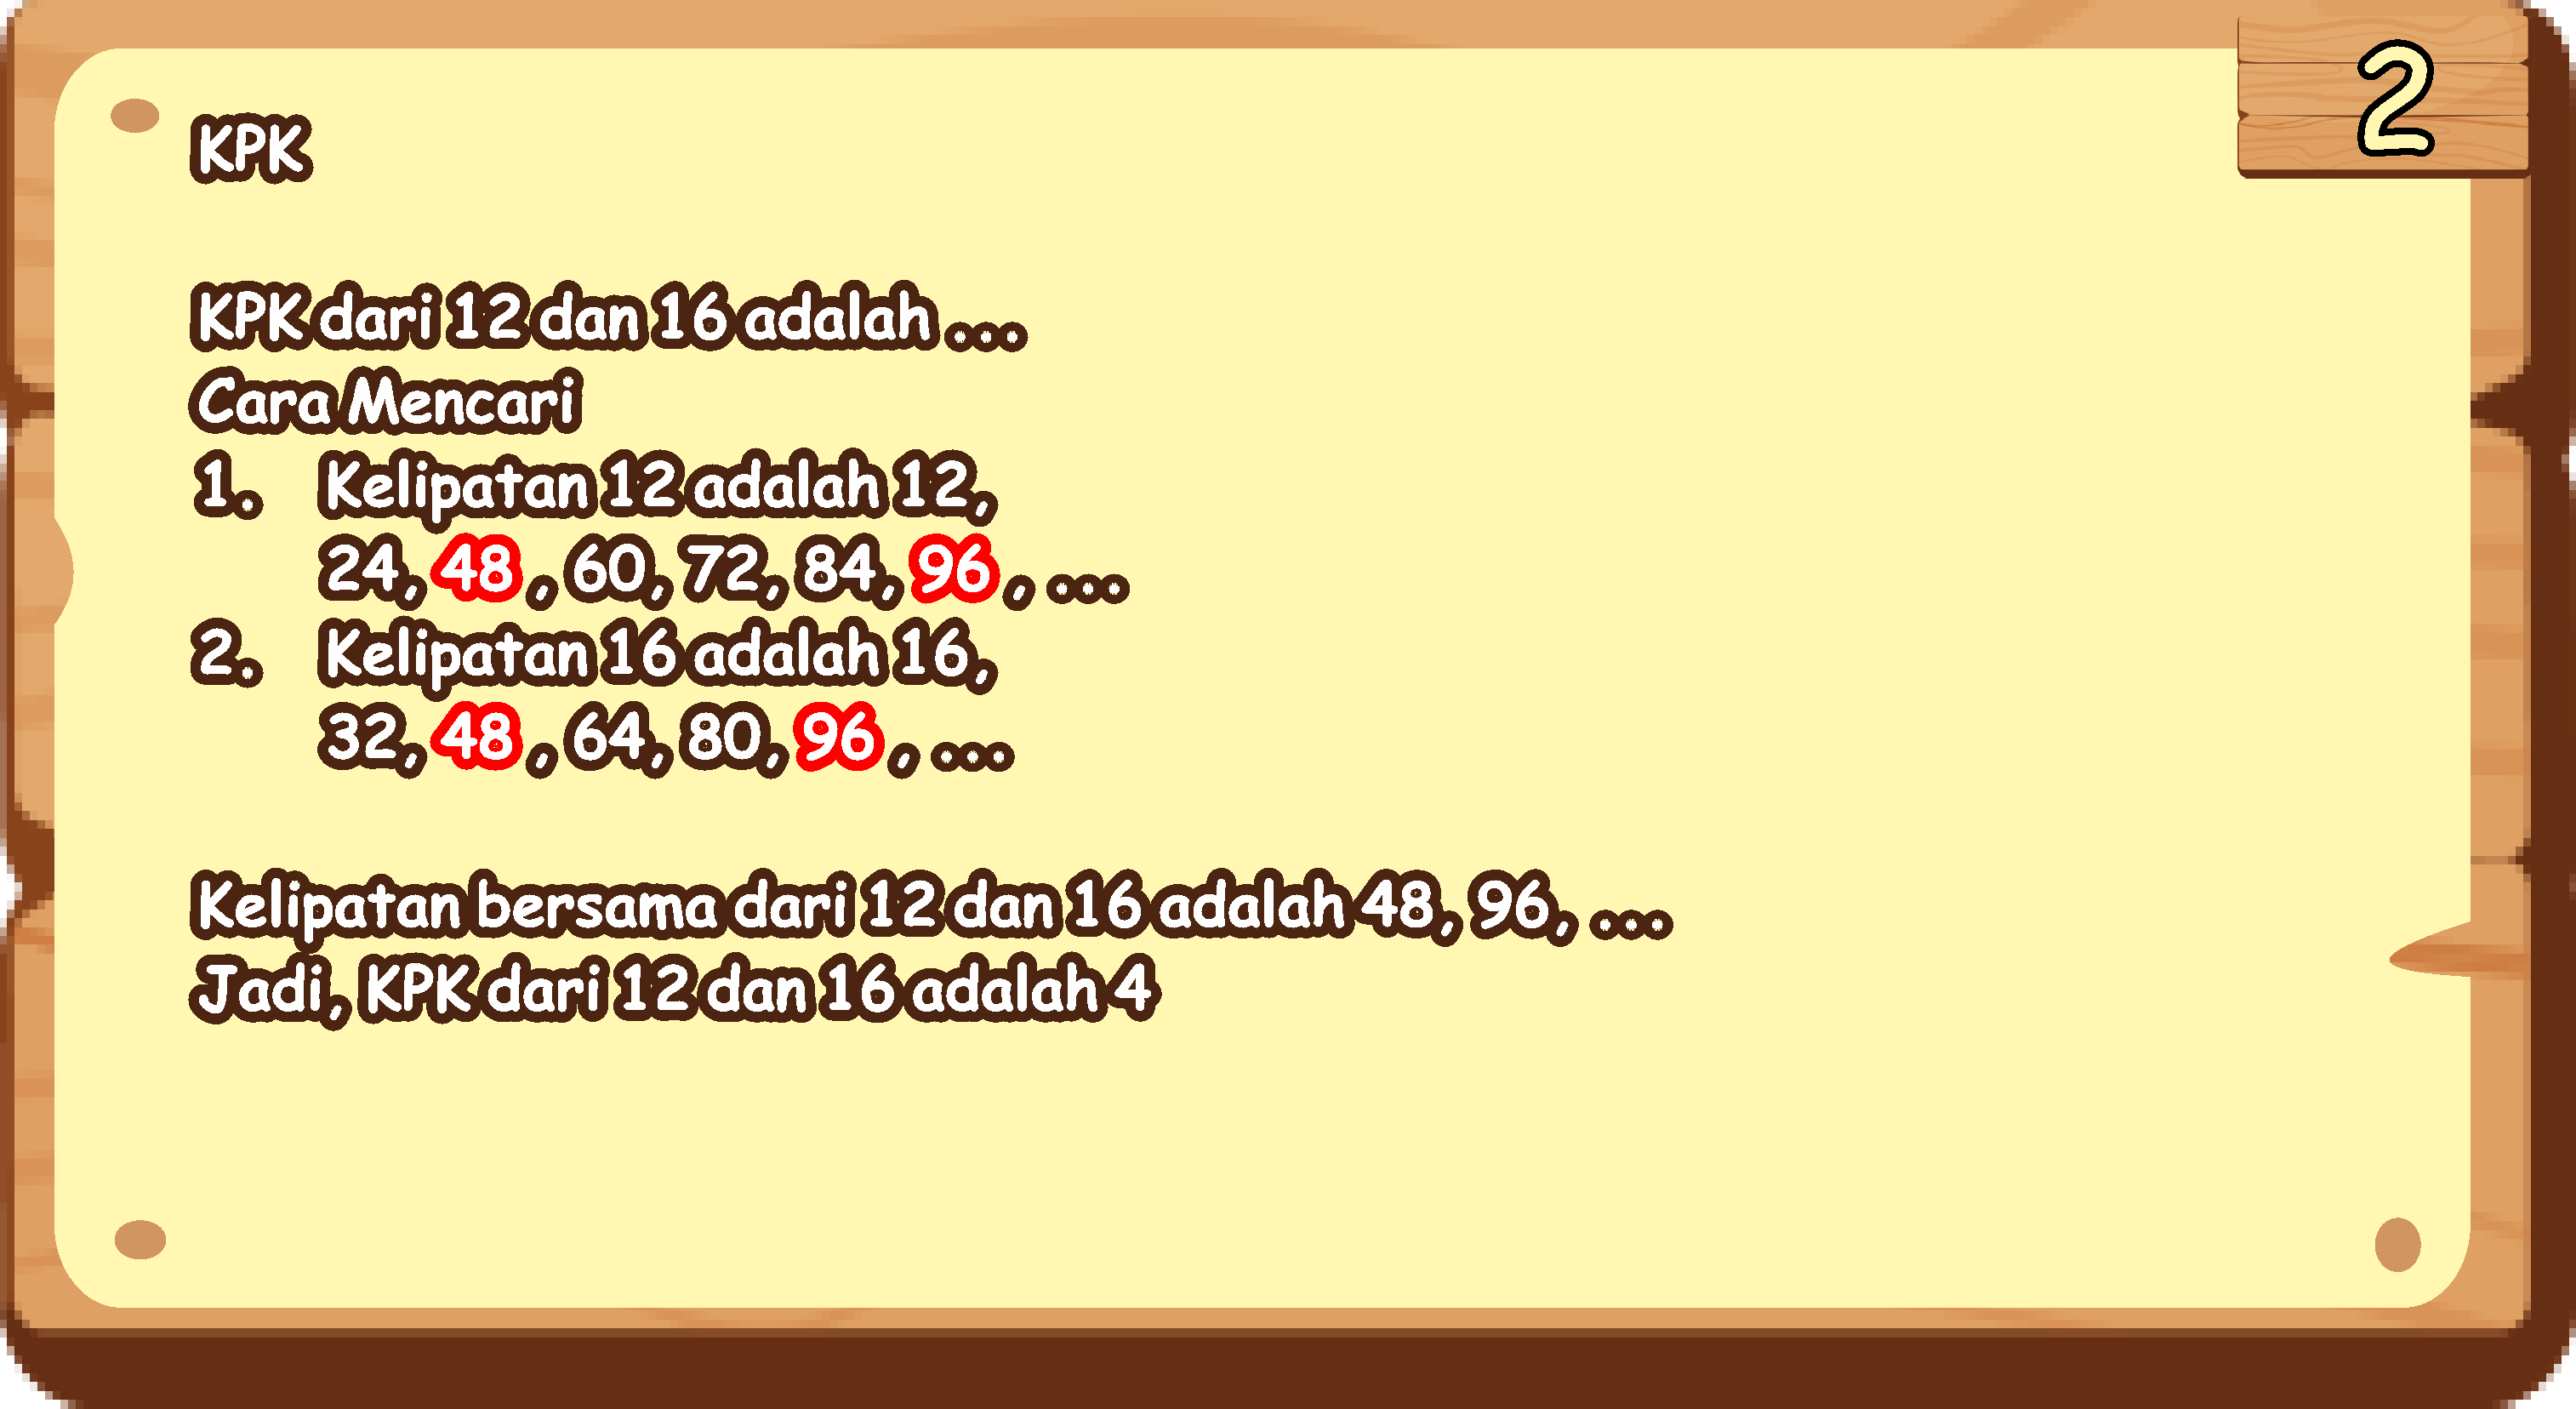 2
KPK
KPK dari 12 dan 16 adalah ...
Cara Mencari
1. Kelipatan 12 adalah 12,
24, 48 , 60, 72, 84, 96 , ...
2. Kelipatan 16 adalah 16,
32, 48 , 64, 80, 96 , ...
Kelipatan bersama dari 12 dan 16 adalah 48, 96, ...
Jadi, KPK dari 12 dan 16 adalah 4